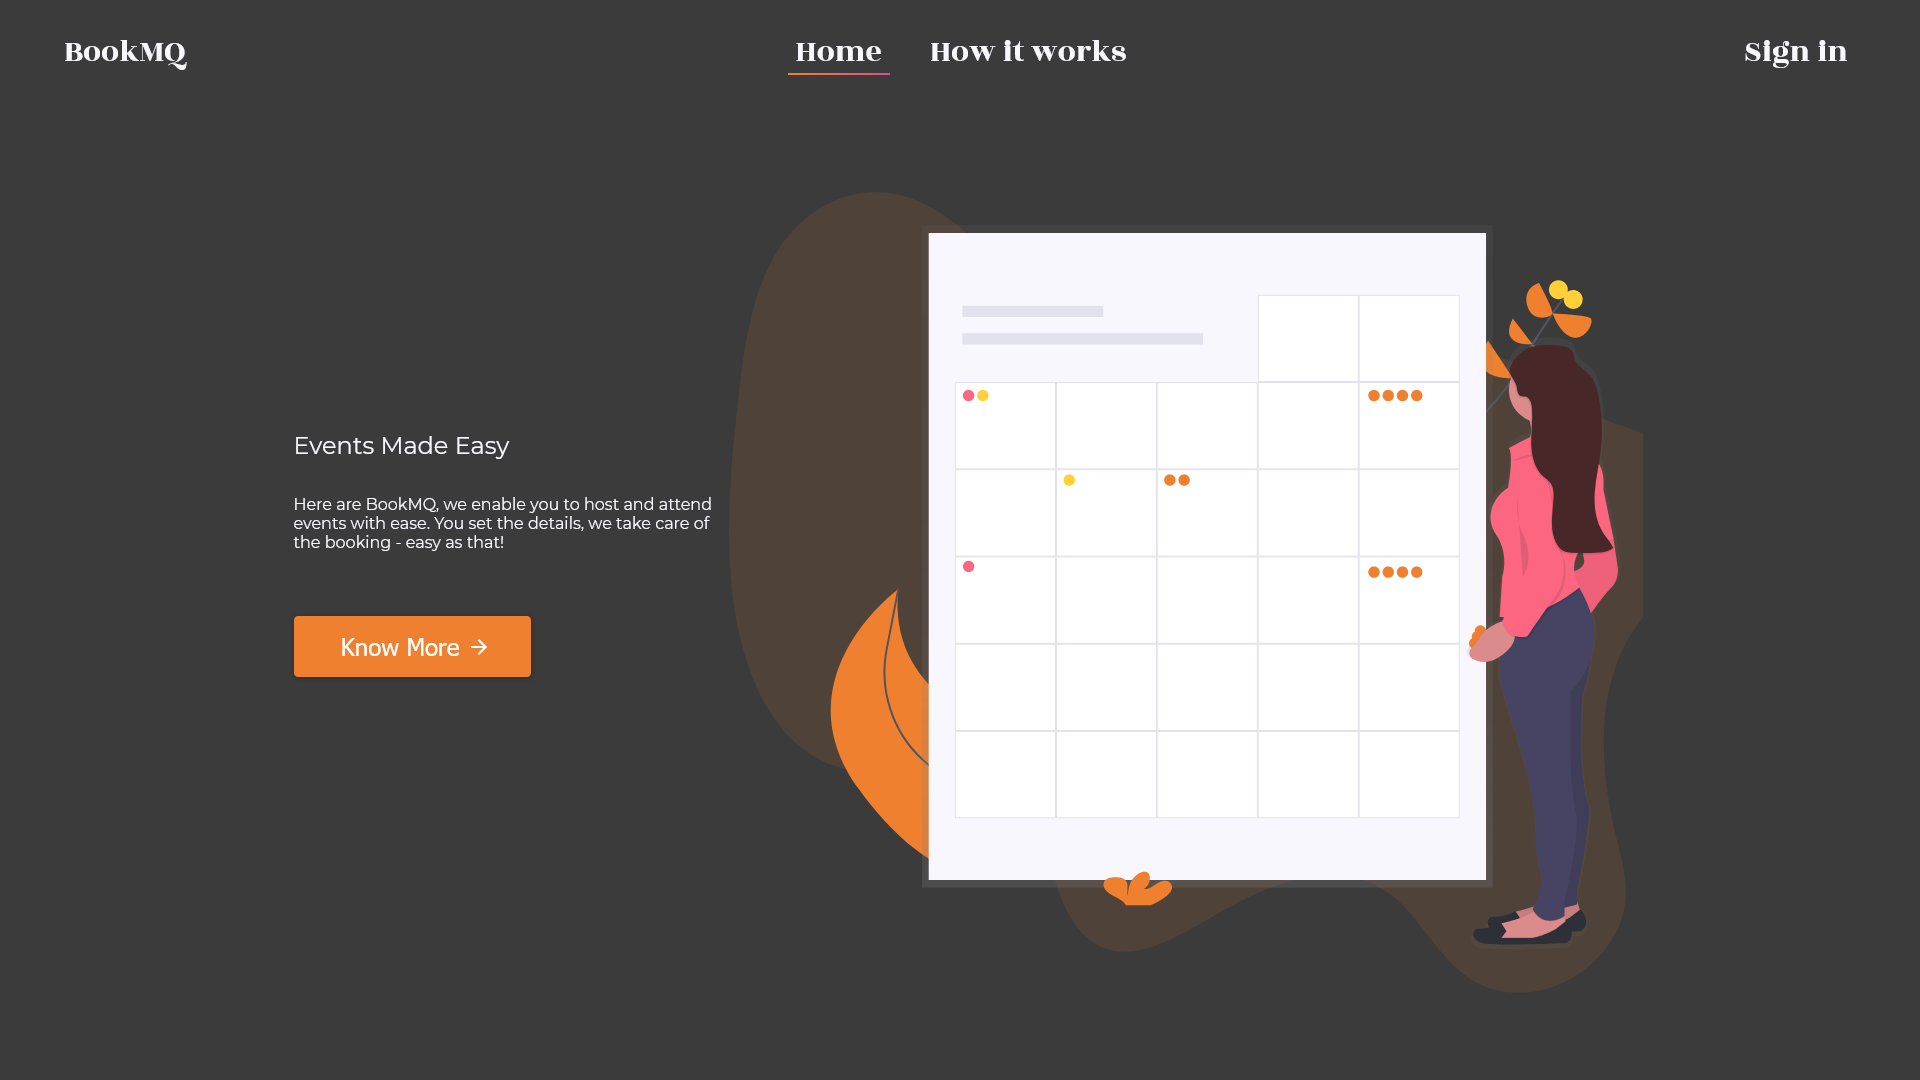 BookMQ
Home
How it works
Sign in
Events Made Easy
Here are BookMQ, we enable you to host and attend
events with ease. You set the details, we take care of
the booking - easy as that!
Know More →